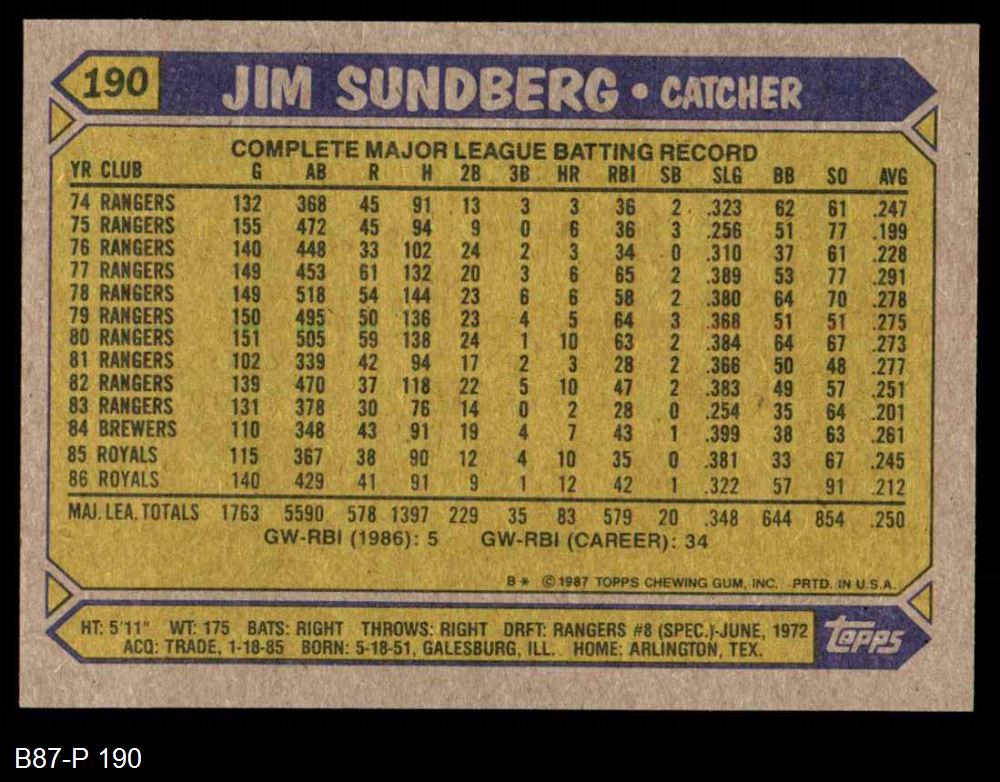 190 JIM SUNDBERG • CATCHER
COMPLETE MAJOR LEAGUE BATTING RECORD
YR CLUB G AB R H 2B 3B HR RBI SB SLG BB SO AVG
74 RANGERS 132 368 45 91 13 3 3 36 2 .323 62 61 .247
75 RANGERS 155 472 45 94 9 0 6 36 3 .256 51 77 .199
76 RANGERS 140 448 33 102 24 2 3 34 0 .310 37 61 .228
77 RANGERS 149 453 61 132 20 3 6 65 2 .389 53 77 .291
78 RANGERS 149 518 54 144 23 6 6 58 2 .380 64 70 .278
79 RANGERS 150 495 50 136 23 4 5 64 3 .368 51 51 .275
80 RANGERS 151 505 59 138 24 1 10 63 2 .384 64 67 .273
81 RANGERS 102 339 42 94 17 2 3 28 2 .366 50 48 .277
82 RANGERS 139 470 37 118 22 5 10 47 2 .383 49 57 .251
83 RANGERS 131 378 30 76 14 0 2 28 0 .254 35 64 .201
84 BREWERS 110 348 43 91 19 4 7 43 1 .399 38 63 .261
85 ROYALS 115 367 38 90 12 4 10 35 0 .381 33 67 .245
86 ROYALS 140 429 41 91 9 1 12 42 1 .322 57 91 .212
MAJ. LEA. TOTALS 1763 5590 578 1397 229 35 83 579 20 .348 644 854 .250
GW-RBI (1986): 5 GW-RBI (CAREER): 34
B* © 1987 TOPPS CHEWING GUM, INC. PRTD. IN U.S.A.
HT: 5'11" WT: 175 BATS: RIGHT THROWS: RIGHT DRFT: RANGERS #8 (SPEC.)-JUNE, 1972
ACQ: TRADE, 1-18-85 BORN: 5-18-51, GALESBURG, ILL. HOME: ARLINGTON, TEX.
topps
B87-P 190